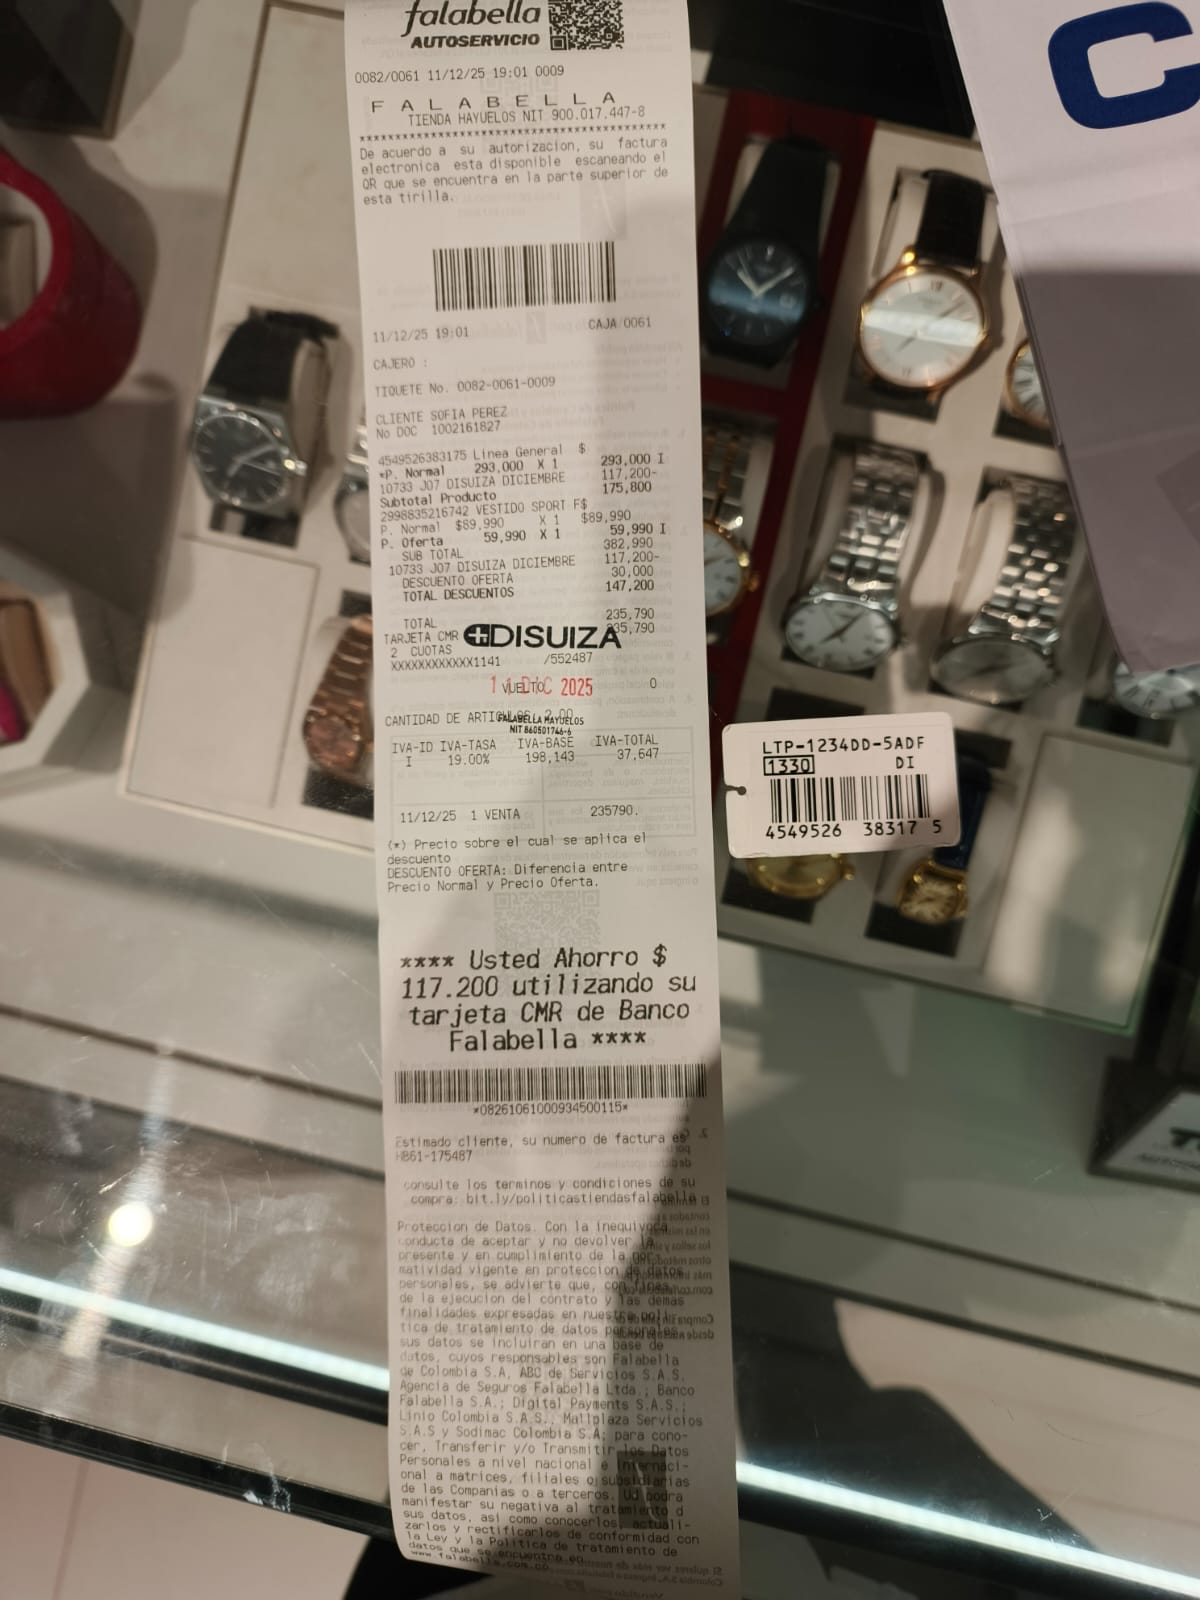 falabella
AUTOSERVICIO
0082/0061 11/12/25 19:01 0009
F A L A B E L L A
TIENDA HAYUELOS NIT 900.017.447-8
De acuerdo a su autorizacion, su factura
electronica esta disponible escaneando el
QR que se encuentra en la parte superior de
esta tirilla.
11/12/25 19:01 CAJA/0061
CAJERO :
TIQUETE No. 0082-0061-0009
CLIENTE SOFIA PEREZ
No DOC 1002161827
4549526383175 Linea General $
*P. Normal 293,000 X 1 293,000 I
10733 J07 DISUIZA DICIEMBRE 117,200-
Subtotal Producto 175,800
2998835216742 VESTIDO SPORT F$
P. Normal $89,990 X 1 $89,990
P. Oferta 59,990 X 1 59,990 I
SUB TOTAL 382,990
10733 J07 DISUIZA DICIEMBRE 117,200-
DESCUENTO OFERTA 30,000
TOTAL DESCUENTOS 147,200
TOTAL 235,790
TARJETA CMR 235,790
DISUIZA
2 CUOTAS
XXXXXXXXXXXX1141 /552487
VUELTO 0
11 DIC 2025
CANTIDAD DE ARTICULOS: 2.00
FALABELLA HAYUELOS
NIT 860501746-6
IVA-ID IVA-TASA IVA-BASE IVA-TOTAL
I 19.00% 198,143 37,647
11/12/25 1 VENTA 235790.
(*) Precio sobre el cual se aplica el
descuento
DESCUENTO OFERTA: Diferencia entre
Precio Normal y Precio Oferta.
**** Usted Ahorro $
117.200 utilizando su
tarjeta CMR de Banco
Falabella ****
*08261061000934500115*
Estimado cliente, su numero de factura es
HB61-175487
consulte los terminos y condiciones de su
compra: bit.ly/politicastiendasfalabella
Proteccion de Datos. Con la inequivoca
conducta de aceptar y no devolver la
presente y en cumplimiento de la nor-
matividad vigente en proteccion de datos
personales, se advierte que, con fines
de la ejecucion del contrato y las demas
finalidades expresadas en nuestra poli
tica de tratamiento de datos personales
sus datos se incluiran en una base de
datos, cuyos responsables son Falabella
de Colombia S.A, ABC de Servicios S.A.S.
Agencia de Seguros Falabella Ltda.; Banco
Falabella S.A.; Digital Payments S.A.S.;
Linio Colombia S.A.S.; Mallplaza Servicios
S.A.S y Sodimac Colombia S.A; para cono-
cer, Transferir y/o Transmitir los Datos
Personales a nivel nacional e internaci-
onal a matrices, filiales o subsidiarias
de las Companias o a terceros. Ud podra
manifestar su negativa al tratamiento d
sus datos, asi como conocerlos, actuali-
zarlos y rectificarlos de conformidad con
la Ley y la Politica de tratamiento de
datos que se encuentra en
www.falabella.com.co
LTP-1234DD-5ADF
1330 DI
4549526 38317 5
C